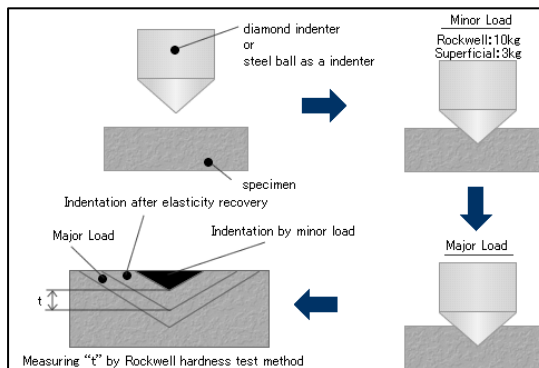 diamond indenter
or
steel ball as a indenter
Minor Load
Rockwell:10kg
Superficial:3kg
specimen
Indentation after elasticity recovery
Major Load
Indentation by minor load
Major Load
t
Measuring “t” by Rockwell hardness test method